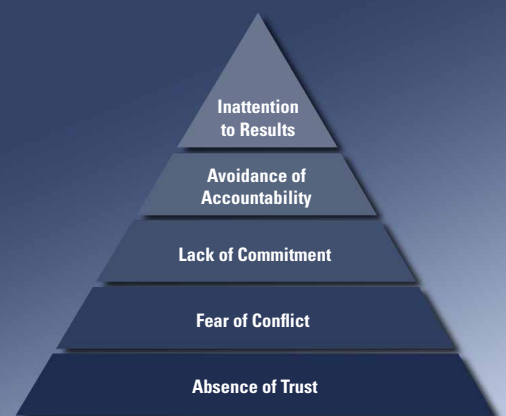 Inattention
to Results
Avoidance of
Accountability
Lack of Commitment
Fear of Conflict
Absence of Trust